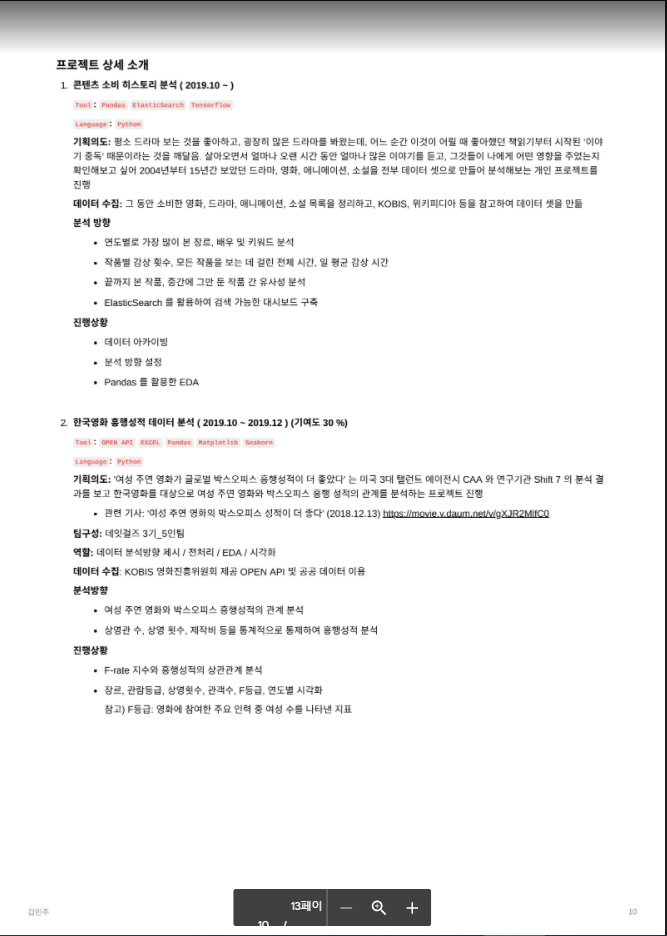 프로젝트 상세 소개
1. 콘텐츠 소비 히스토리 분석 ( 2019.10 ~ )
Tool : Pandas ElasticSearch Tensorflow
Language : Python
기획의도: 평소 드라마 보는 것을 좋아하고, 굉장히 많은 드라마를 봐왔는데, 어느 순간 이것이 어릴 때 좋아했던 책읽기부터 시작된 '이야
기 중독' 때문이라는 것을 깨달음. 살아오면서 얼마나 오랜 시간 동안 얼마나 많은 이야기를 듣고, 그것들이 나에게 어떤 영향을 주었는지
확인해보고 싶어 2004년부터 15년간 보았던 드라마, 영화, 애니메이션, 소설을 전부 데이터 셋으로 만들어 분석해보는 개인 프로젝트를
진행
데이터 수집: 그 동안 소비한 영화, 드라마, 애니메이션, 소설 목록을 정리하고, KOBIS, 위키피디아 등을 참고하여 데이터 셋을 만듦
분석 방향
• 연도별로 가장 많이 본 장르, 배우 및 키워드 분석
• 작품별 감상 횟수, 모든 작품을 보는 데 걸린 전체 시간, 일 평균 감상 시간
• 끝까지 본 작품, 중간에 그만 둔 작품 간 유사성 분석
• ElasticSearch 를 활용하여 검색 가능한 대시보드 구축
진행상황
• 데이터 아카이빙
• 분석 방향 설정
• Pandas 를 활용한 EDA
2. 한국영화 흥행성적 데이터 분석 ( 2019.10 ~ 2019.12 ) (기여도 30 %)
Tool : OPEN API EXCEL Pandas Matplotlib Seaborn
Language : Python
기획의도: '여성 주연 영화가 글로벌 박스오피스 흥행성적이 더 좋았다' 는 미국 3대 탤런트 에이전시 CAA 와 연구기관 Shift 7 의 분석 결
과를 보고 한국영화를 대상으로 여성 주연 영화와 박스오피스 흥행 성적의 관계를 분석하는 프로젝트 진행
• 관련 기사: '여성 주연 영화의 박스오피스 성적이 더 좋다' (2018.12.13) https://movie.v.daum.net/v/gXJR2MlfC0
팀구성: 데잇걸즈 3기_5인팀
역할: 데이터 분석방향 제시 / 전처리 / EDA / 시각화
데이터 수집: KOBIS 영화진흥위원회 제공 OPEN API 및 공공 데이터 이용
분석방향
• 여성 주연 영화와 박스오피스 흥행성적의 관계 분석
• 상영관 수, 상영 횟수, 제작비 등을 통계적으로 통제하여 흥행성적 분석
진행상황
• F-rate 지수와 흥행성적의 상관관계 분석
• 장르, 관람등급, 상영횟수, 관객수, F등급, 연도별 시각화
참고) F등급: 영화에 참여한 주요 인력 중 여성 수를 나타낸 지표
김민주
13페이
10 /
10